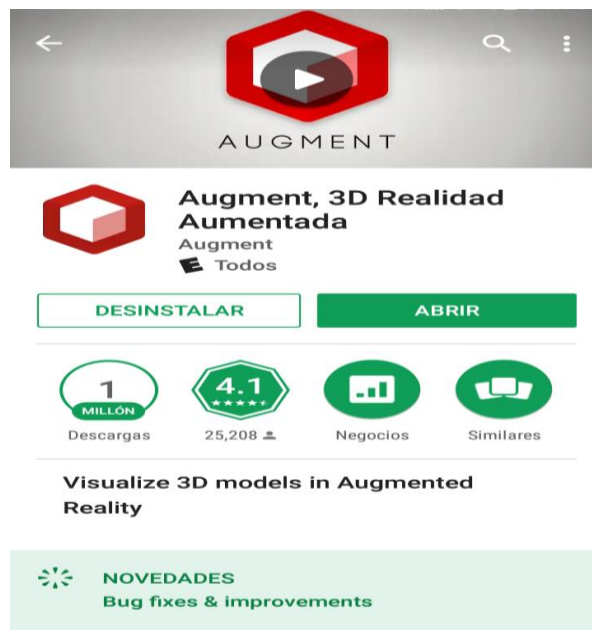 AUGMENT
Augment, 3D Realidad
Aumentada
Augment
E Todos
DESINSTALAR
ABRIR
1
MILLÓN
4.1
Descargas
25,208
Negocios
Similares
Visualize 3D models in Augmented
Reality
NOVEDADES
Bug fixes & improvements